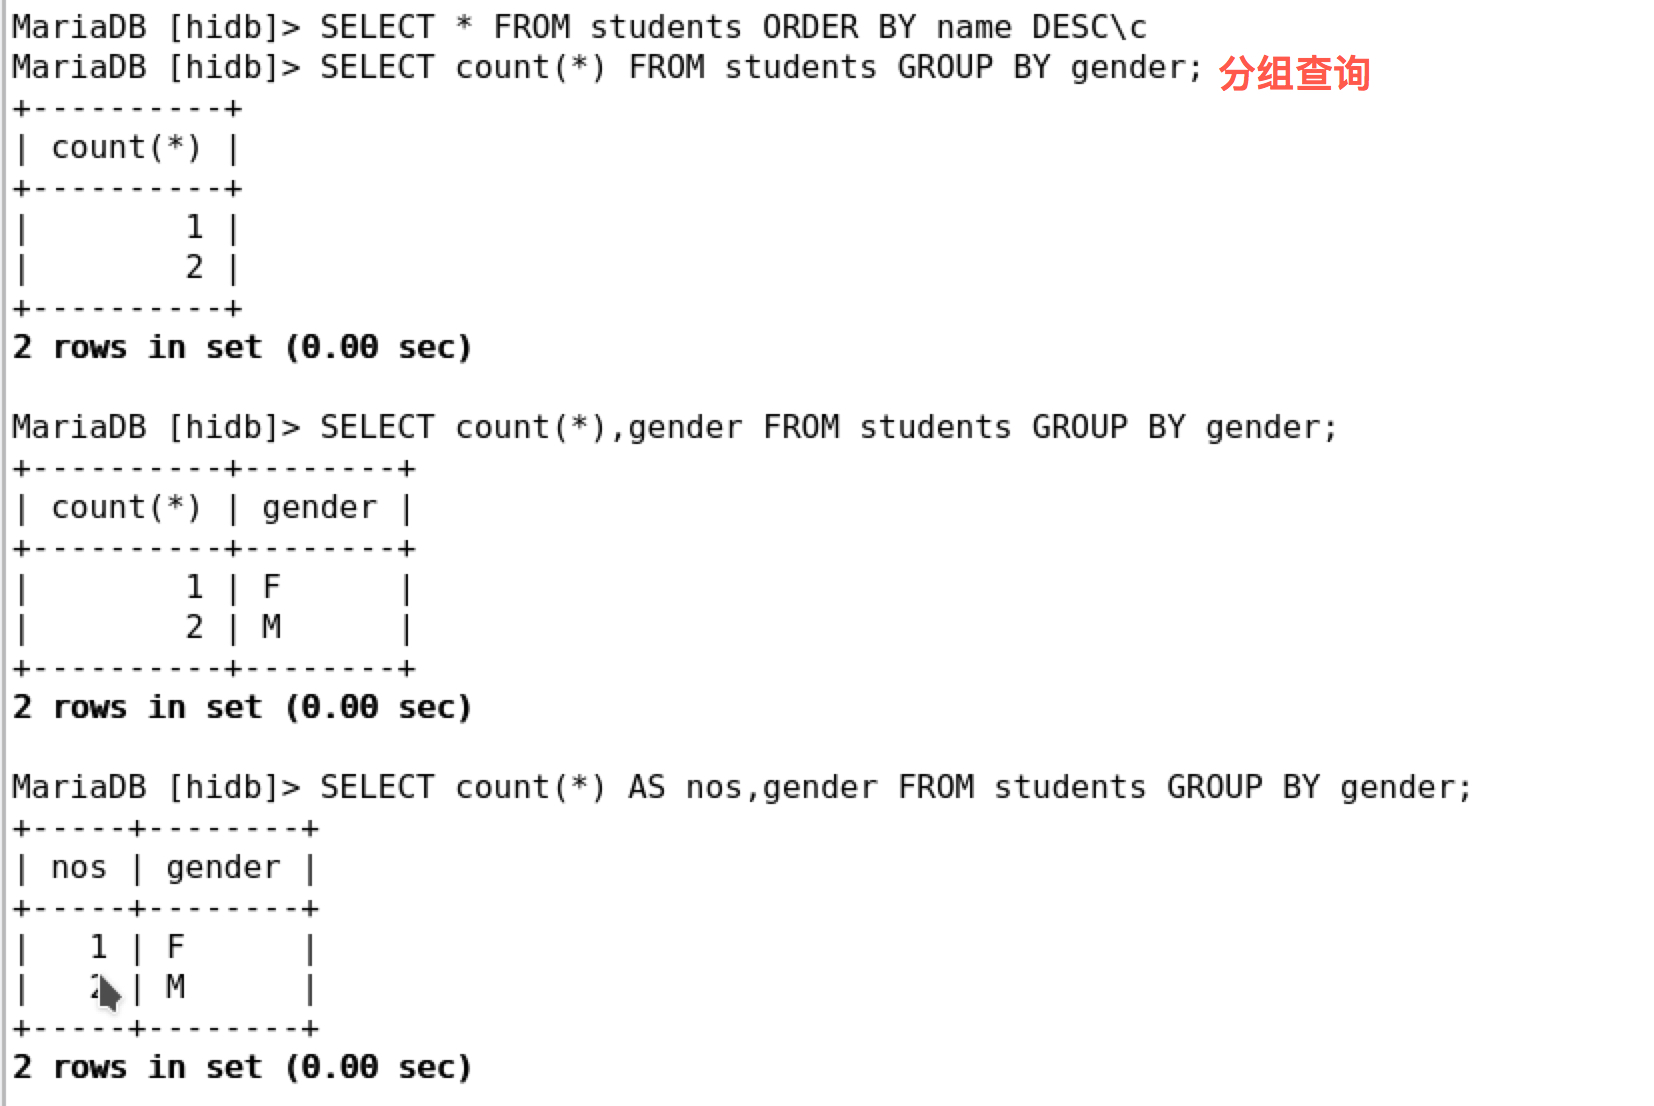 MariaDB [hidb]> SELECT * FROM students ORDER BY name DESC\c
MariaDB [hidb]> SELECT count(*) FROM students GROUP BY gender; 分组查询
+----------+
| count(*) |
+----------+
|        1 |
|        2 |
+----------+
2 rows in set (0.00 sec)

MariaDB [hidb]> SELECT count(*),gender FROM students GROUP BY gender;
+----------+--------+
| count(*) | gender |
+----------+--------+
|        1 | F      |
|        2 | M      |
+----------+--------+
2 rows in set (0.00 sec)

MariaDB [hidb]> SELECT count(*) AS nos,gender FROM students GROUP BY gender;
+-----+--------+
| nos | gender |
+-----+--------+
|   1 | F      |
|   2 | M      |
+-----+--------+
2 rows in set (0.00 sec)